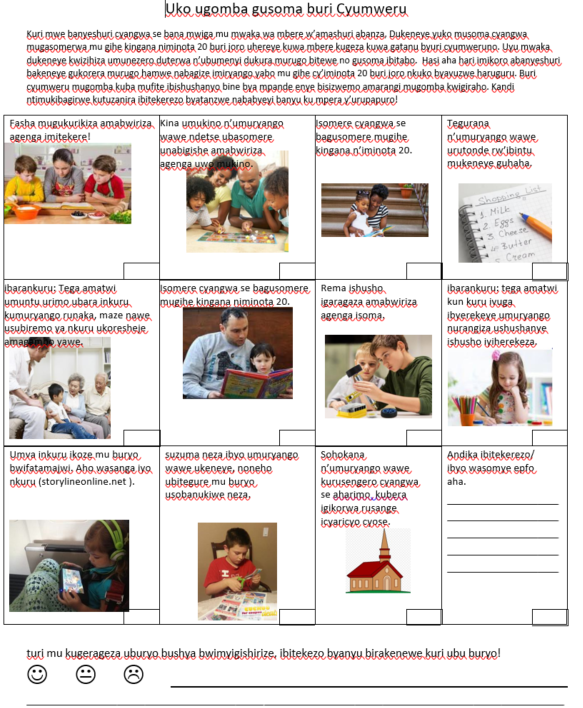 Uko ugomba gusoma buri Cyumweru
Kuri mwe banyeshuri cyangwa se bana mwiga mu mwaka wa mbere w'amashuri abanza. Dukeneye yuko musoma cyangwa
mugasomerwa mu gihe kingana niminota 20 buri joro uhereye kuwa mbere kugeza kuwa gatanu byuri cyumweruno. Uyu mwaka,
dukeneye kwizibiza umunezero duterwa n'ubumenyi dukura murugo bitewe no gusoma ibitabo. Hasi aha hari imikoro abanyeshuri
bakeneye gukorera murugo hamwe nabagize imiryango yabo mu gihe cy'iminota 20 buri joro nkuko byavuzwe haruguru. Buri
cyumweru mugomba kuba mufite ibishushanyo bine bya mpande enye bisizwemo amarangi mugomba kwigiraho. Kandi
ntimukibagirwe kutuzanira ibitekerezo byatanzwe nababyeyi banyu ku mpera y'urupapuro!
Fasha mugukurikiza amabwiriza
agenga imitekere!
Kina umukino n'umuryango
wawe ndetse ubasomere
unabigishe amabwiriza
agenga uwo mukino.
Isomere cyangwa se
bagusomere mugihe
kingana n'iminota 20.
Tegurana
n'umuryango wawe
urutonde rw'ibintu
mukeneye guhaha.
Shopping List
1. Milk
2. Eggs
3. Cheese
4. Butter
5. Cream
ibarankuru: Tega amatwi
umuntu urimo ubara inkuru
kumuryango runaka, maze nawe
usubiremo ya nkuru ukoresheje
amagambo yawe.
Isomere cyangwa se bagusomere
mugihe kingana niminota 20.
Rema ishusho
igaragaza amabwiriza
agenga isoma.
ibarankuru: tega amatwi
kun kuru ivuga
ibyerekeye umuryango
nurangiza ushushanye
ishusho iyiherekeza.
Umva inkuru ikoze mu buryo
bwifatamajwi, Aho wasanga iyo
nkuru (storylineonline.net ).
suzuma neza ibyo umuryango
wawe ukeneye, noneho
ubitegure mu buryo
usobanukiwe neza.
Sohokana
n'umuryango wawe
kurusengero cyangwa
se aharimo kubera
igikorwa rusange
icyaricyo cyose.
Andika ibitekerezo/
ibyo wasomye epfo
aha.
turi mu kugerageza uburyo bushya bwimyigishirize, ibitekezo byanyu birakenewe kuri ubu buryo!